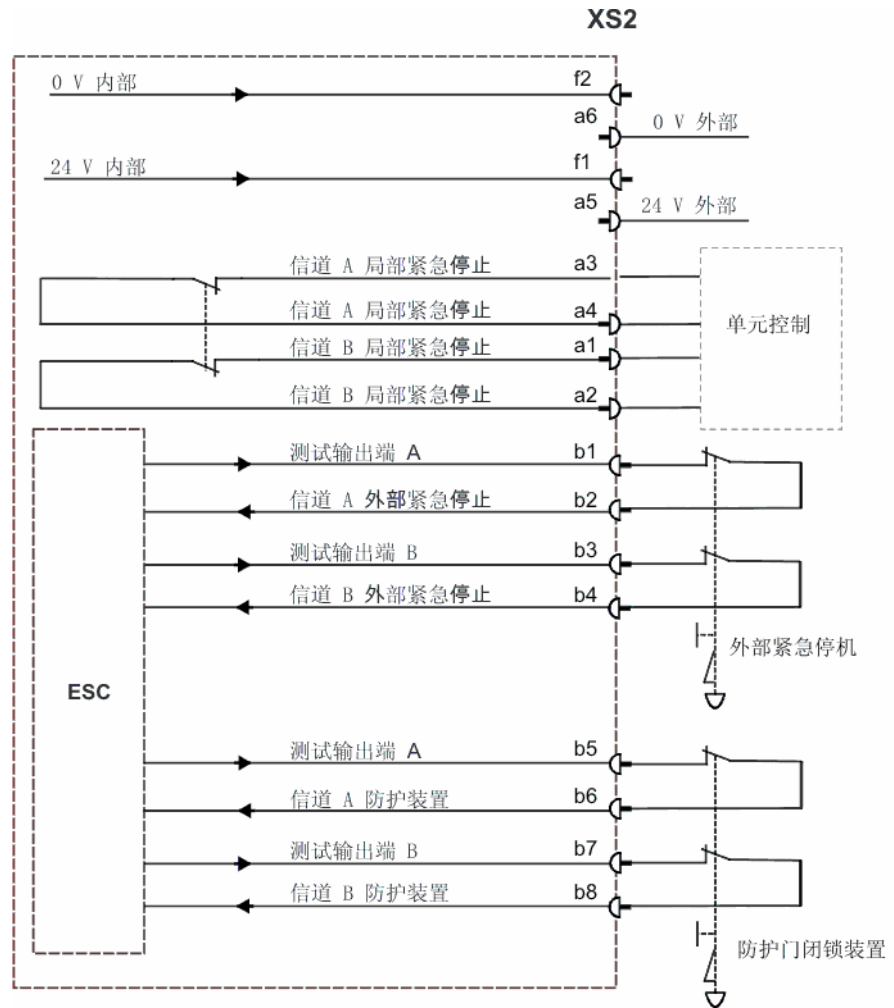 XS2
0 V 内部
f2
a6
0 V 外部
24 V 内部
f1
a5
24 V 外部
信道 A 局部紧急停止
a3
信道 A 局部紧急停止
a4
单元控制
信道 B 局部紧急停止
a1
信道 B 局部紧急停止
a2
测试输出端 A
b1
信道 A 外部紧急停止
b2
测试输出端 B
b3
信道 B 外部紧急停止
b4
外部紧急停机
ESC
测试输出端 A
b5
信道 A 防护装置
b6
测试输出端 B
b7
信道 B 防护装置
b8
防护门闭锁装置